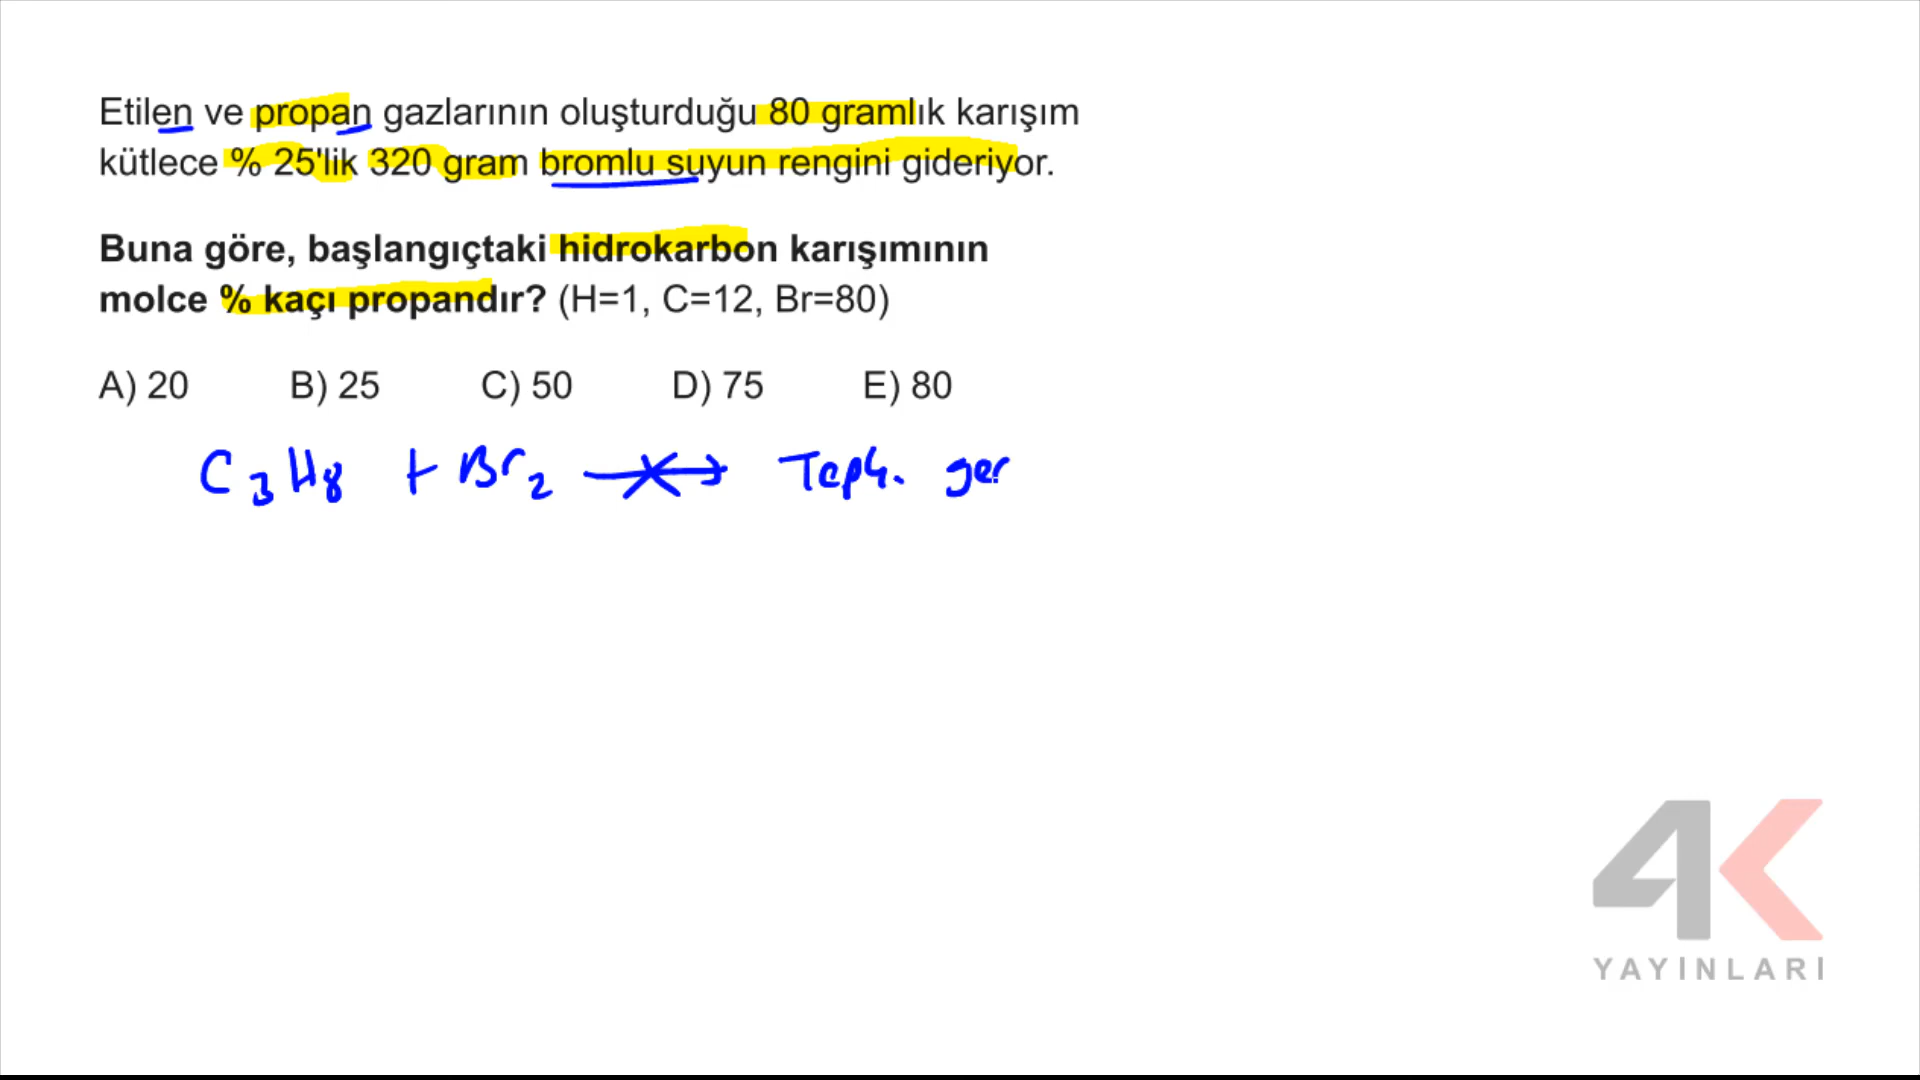 Etilen ve propan gazlarının oluşturduğu 80 gramlık karışım
kütlece % 25'lik 320 gram bromlu suyun rengini gideriyor.
Buna göre, başlangıçtaki hidrokarbon karışımının
molce % kaçı propandır? (H=1, C=12, Br=80)
A) 20 B) 25 C) 50 D) 75 E) 80
C3H8 + Br2 → Tepk. ger
4K
YAYINLARI